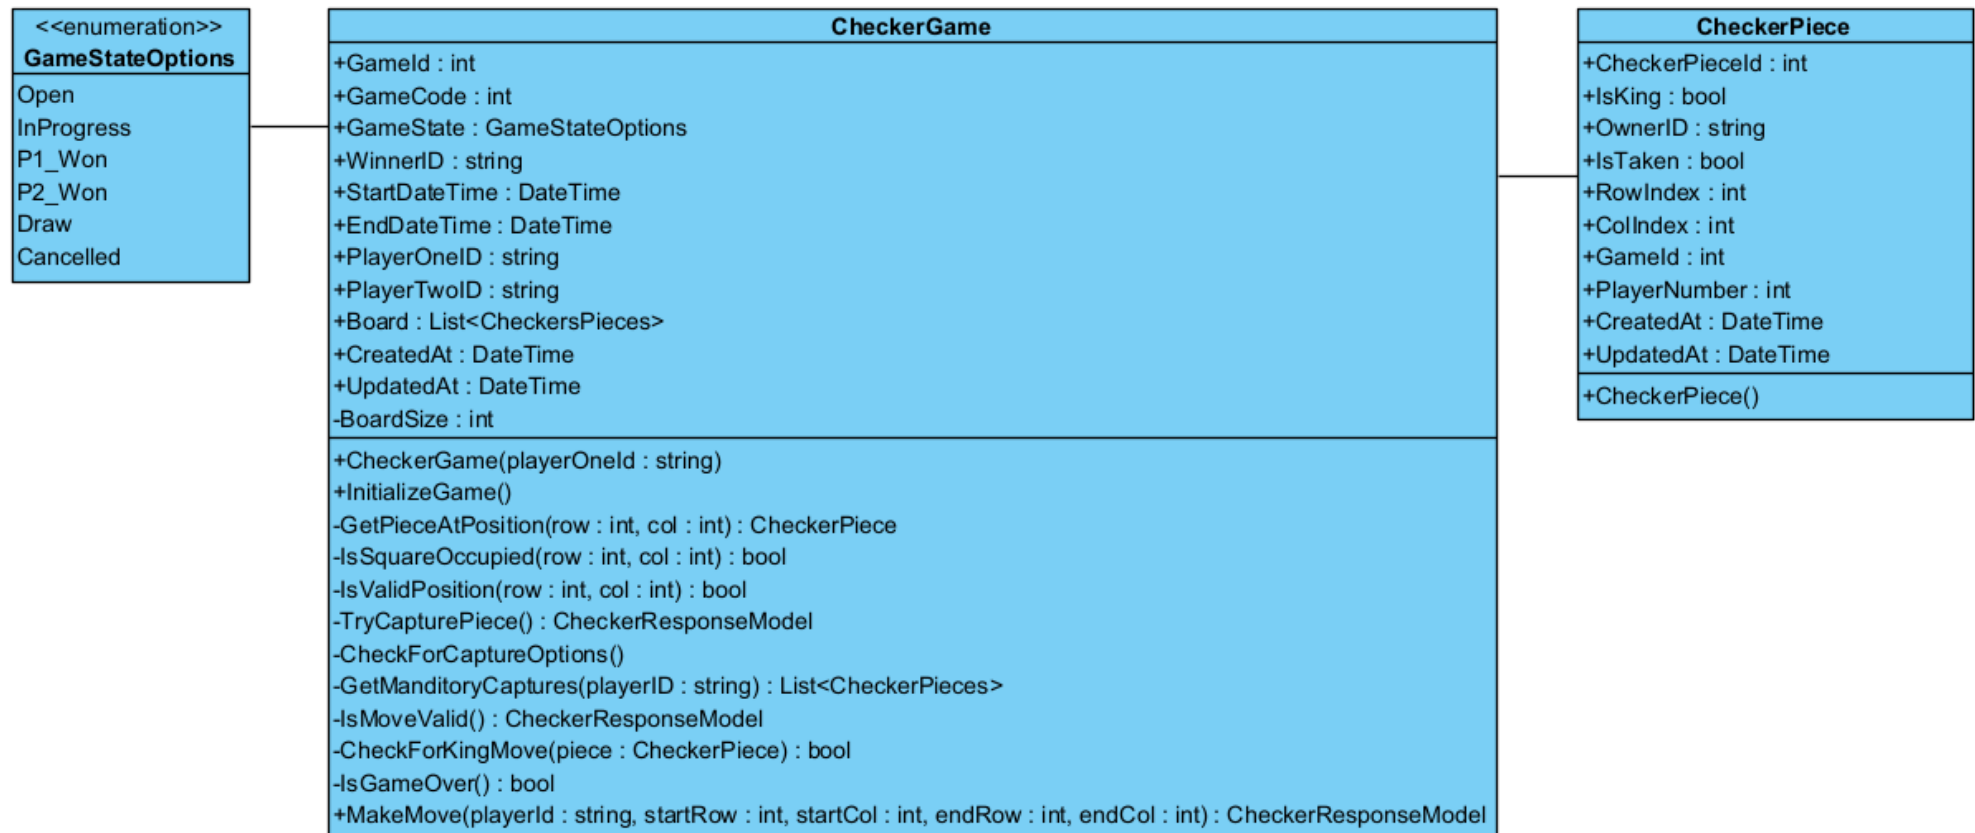 <<enumeration>>
GameStateOptions
Open
InProgress
P1_Won
P2_Won
Draw
Cancelled
CheckerGame
+GameId : int
+GameCode : int
+GameState : GameStateOptions
+WinnerID : string
+StartDateTime : DateTime
+EndDateTime : DateTime
+PlayerOneID : string
+PlayerTwoID : string
+Board : List<CheckersPieces>
+CreatedAt : DateTime
+UpdatedAt : DateTime
-BoardSize : int
+CheckerGame(playerOneId : string)
+InitializeGame()
-GetPieceAtPosition(row : int, col : int) : CheckerPiece
-IsSquareOccupied(row : int, col : int) : bool
-IsValidPosition(row : int, col : int) : bool
-TryCapturePiece() : CheckerResponseModel
-CheckForCaptureOptions()
-GetManditoryCaptures(playerID : string) : List<CheckerPieces>
-IsMoveValid() : CheckerResponseModel
-CheckForKingMove(piece : CheckerPiece) : bool
-IsGameOver() : bool
+MakeMove(playerId : string, startRow : int, startCol : int, endRow : int, endCol : int) : CheckerResponseModel
CheckerPiece
+CheckerPieceId : int
+IsKing : bool
+OwnerID : string
+IsTaken : bool
+RowIndex : int
+ColIndex : int
+GameId : int
+PlayerNumber : int
+CreatedAt : DateTime
+UpdatedAt : DateTime
+CheckerPiece()